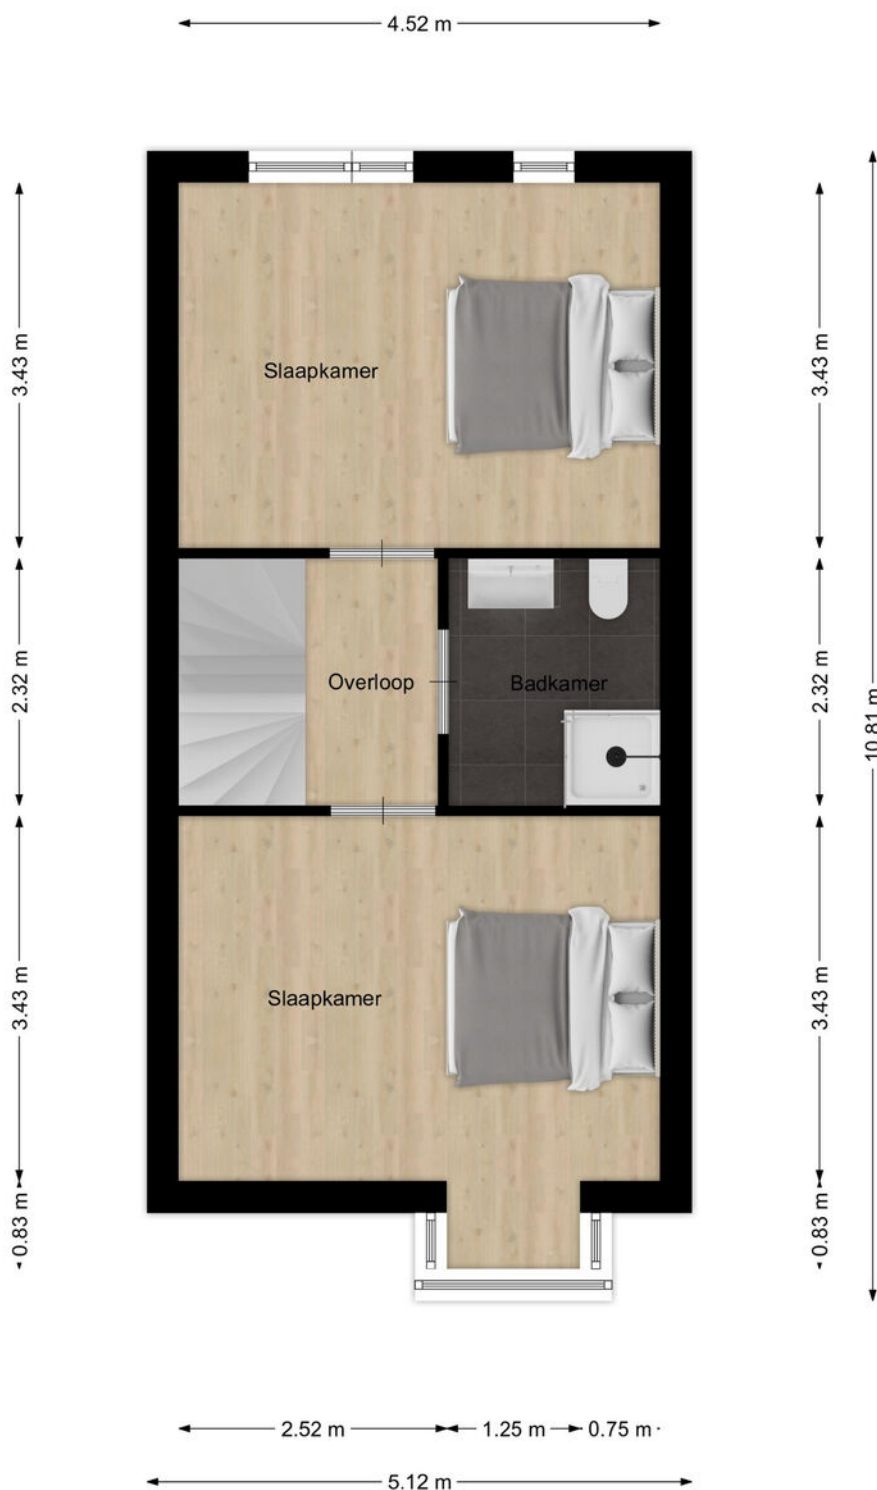 4.52 m
3.43 m
3.43 m
Slaapkamer
2.32 m
Overloop
Badkamer
2.32 m
10.81 m
3.43 m
Slaapkamer
3.43 m
0.83 m
0.83 m
2.52 m
1.25 m
0.75 m
5.12 m